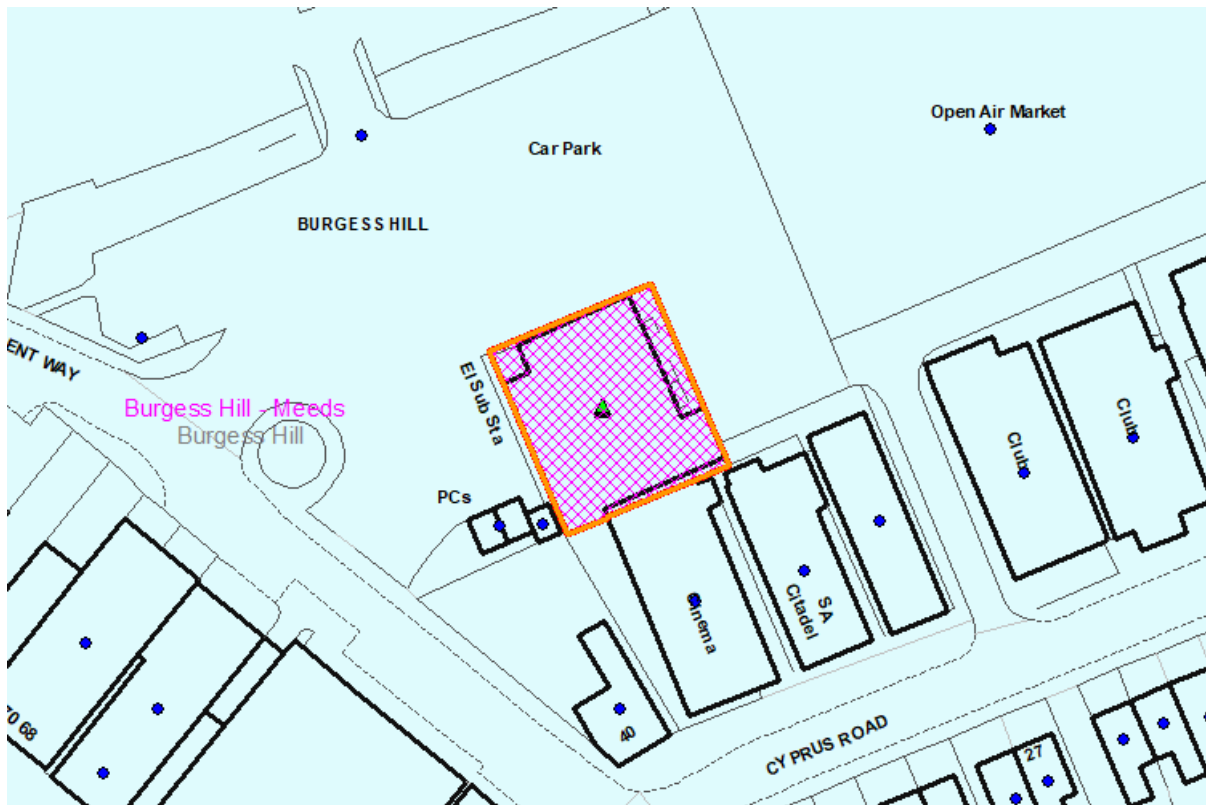 Open Air Market
Car Park
BURGESS HILL
ENT WAY
El Sub Sta
Burgess Hill - Meeds
Burgess Hill
PCs
Club
Club
Cinema
SA
Citadel
68
40
CYPRUS ROAD
27